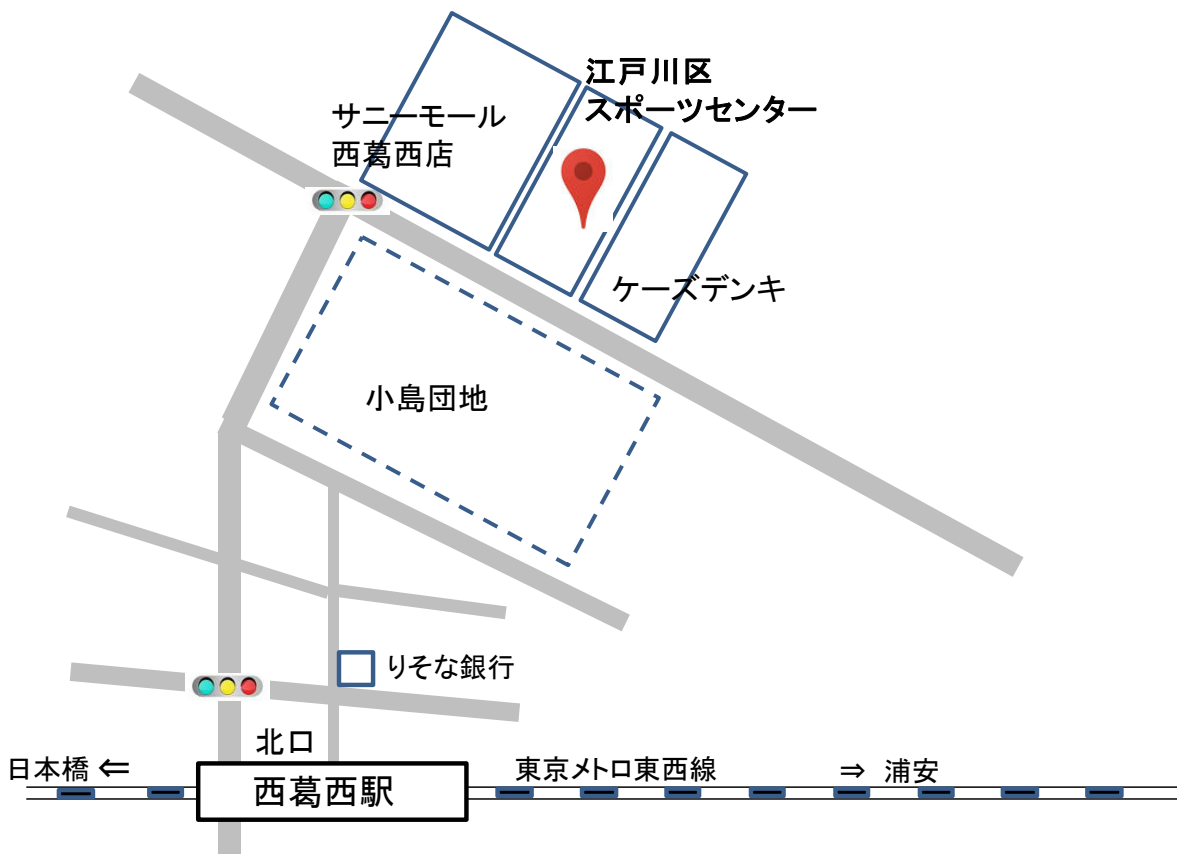 江戸川区
スポーツセンター
サニーモール
西葛西店
ケーズデンキ
小島団地
りそな銀行
北口
日本橋 ⇐
西葛西駅
東京メトロ東西線
⇒ 浦安